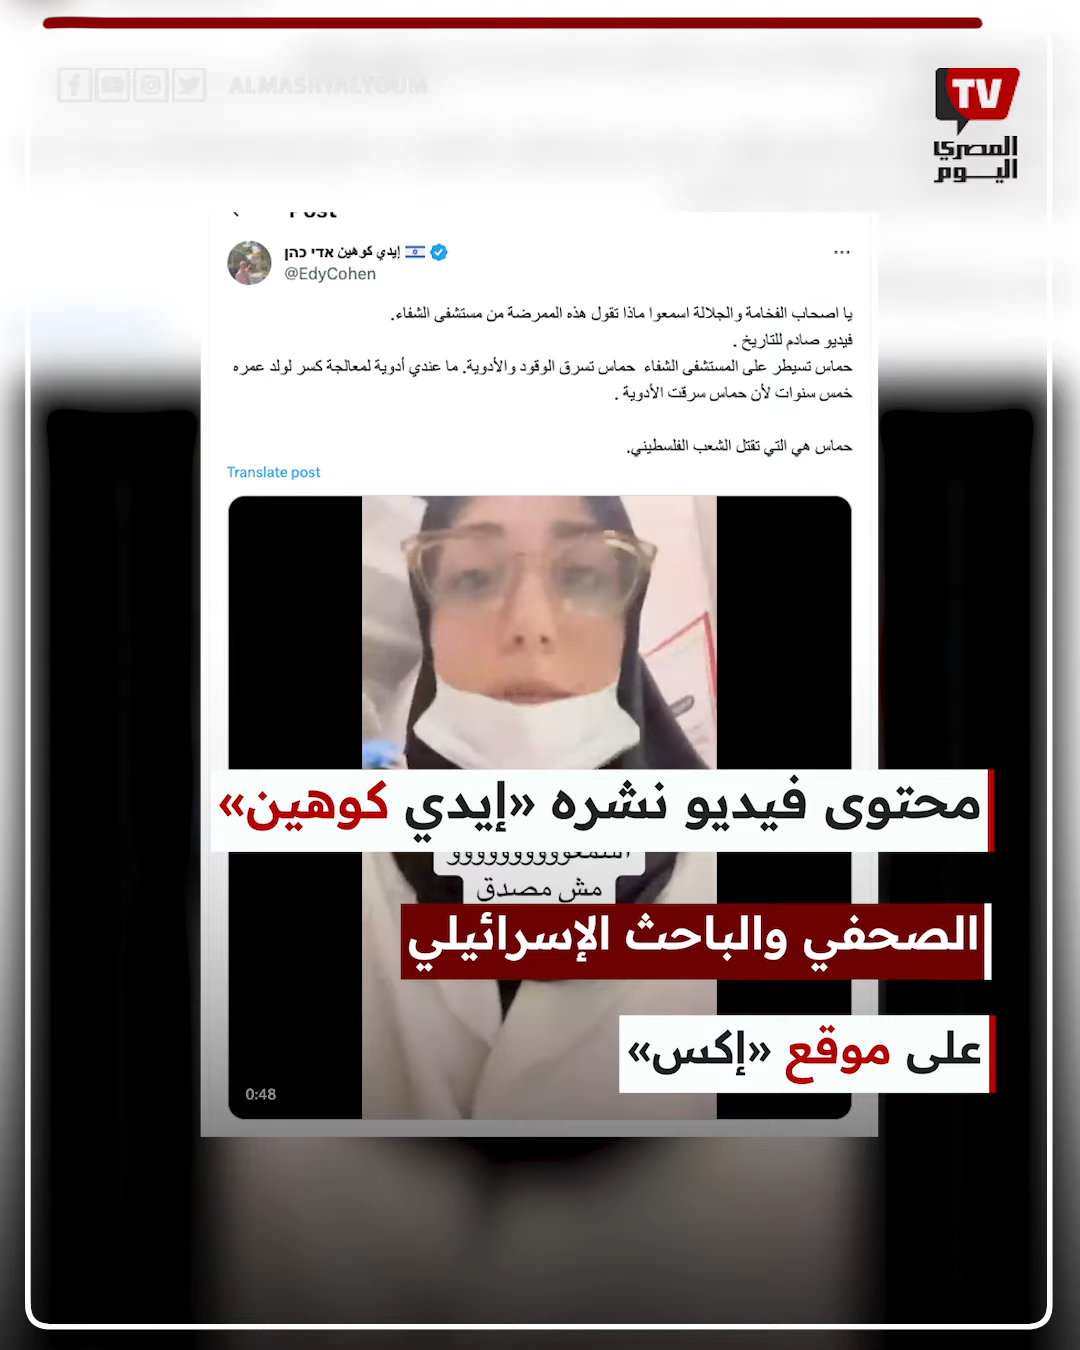 ALMASRYALYOUM
TV
المصري
اليوم
Post
إيدي كوهين אדי כהן
@EdyCohen
يا اصحاب الفخامة والجلالة اسمعوا ماذا تقول هذه الممرضة من مستشفى الشفاء.
فيديو صادم للتاريخ .
حماس تسيطر على المستشفى الشفاء حماس تسرق الوقود والأدوية. ما عندي أدوية لمعالجة كسر لولد عمره
خمس سنوات لأن حماس سرقت الأدوية .
حماس هي التي تقتل الشعب الفلسطيني.
Translate post
محتوى فيديو نشره «إيدي كوهين»
مش مصدق
الصحفي والباحث الإسرائيلي
على موقع «إكس»
0:48